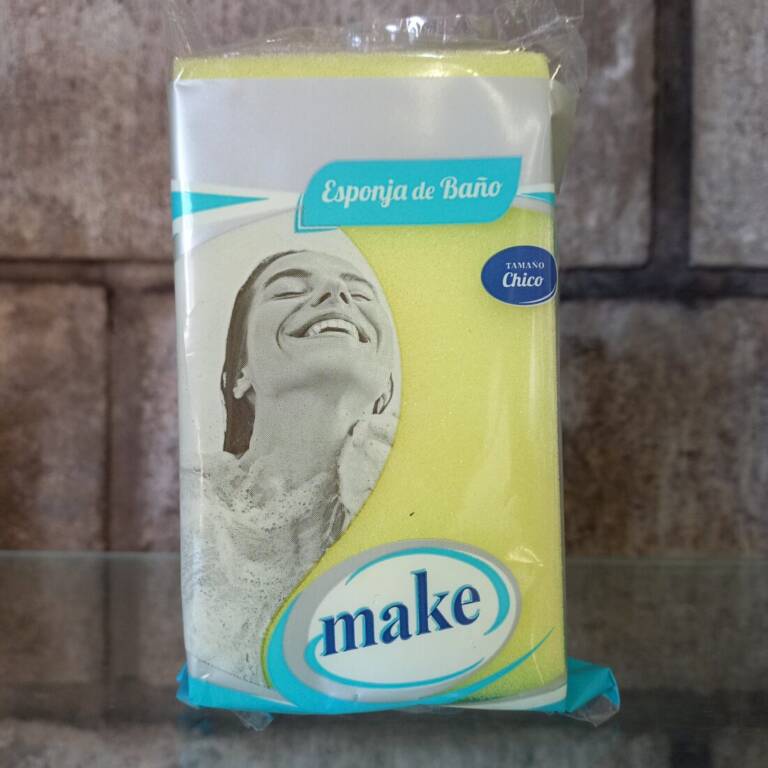 Esponja de Baño
TAMAÑO
Chico
make